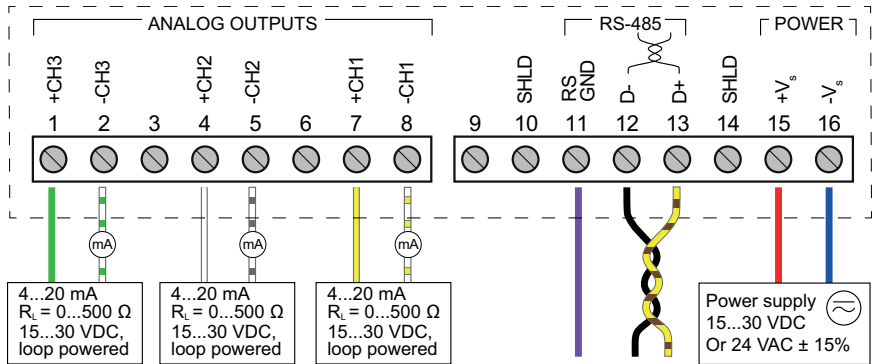 ANALOG OUTPUTS RS-485 POWER
+CH3 -CH3 +CH2 -CH2 +CH1 -CH1 SHLD RS GND D- D+ SHLD +Vs -Vs
1 2 3 4 5 6 7 8 9 10 11 12 13 14 15 16
mA mA mA
4...20 mA
RL = 0...500 Ω
15...30 VDC,
loop powered
4...20 mA
RL = 0...500 Ω
15...30 VDC,
loop powered
4...20 mA
RL = 0...500 Ω
15...30 VDC,
loop powered
Power supply
15...30 VDC
Or 24 VAC ± 15%